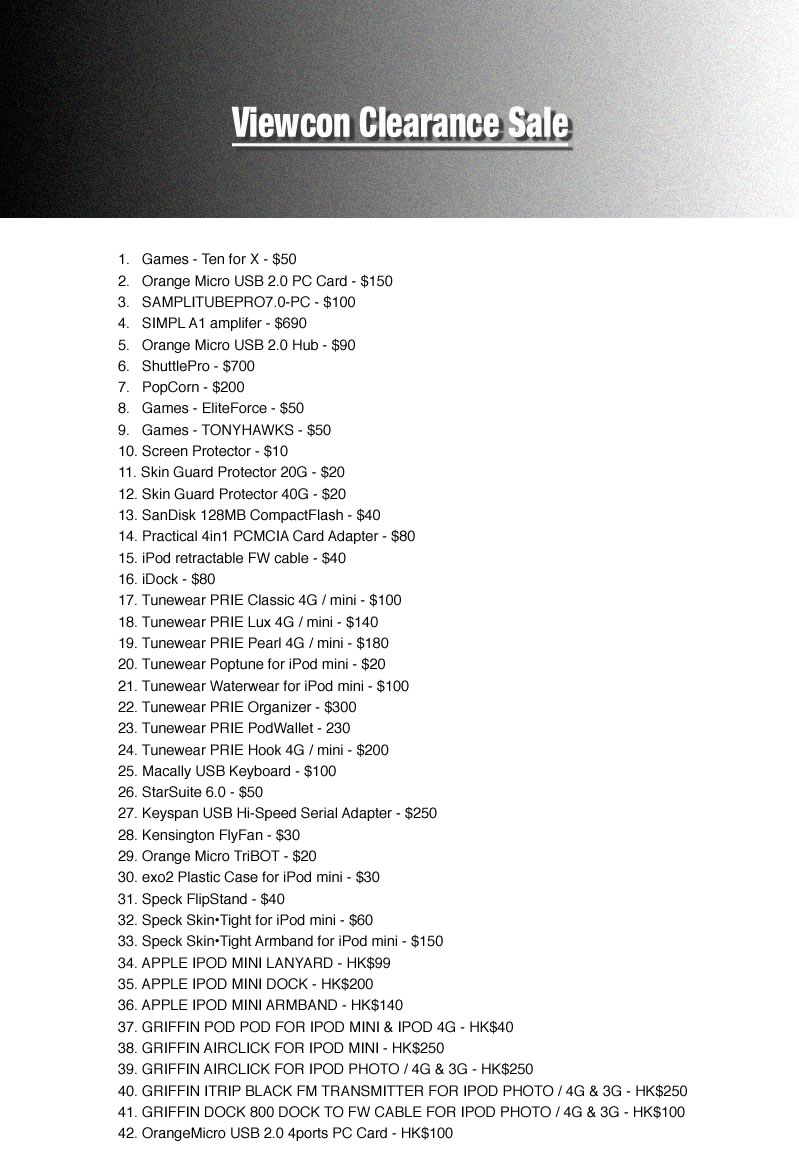 Viewcon Clearance Sale
1. Games - Ten for X - $50
2. Orange Micro USB 2.0 PC Card - $150
3. SAMPLITUBEPRO7.0-PC - $100
4. SIMPL A1 amplifer - $690
5. Orange Micro USB 2.0 Hub - $90
6. ShuttlePro - $700
7. PopCorn - $200
8. Games - EliteForce - $50
9. Games - TONYHAWKS - $50
10. Screen Protector - $10
11. Skin Guard Protector 20G - $20
12. Skin Guard Protector 40G - $20
13. SanDisk 128MB CompactFlash - $40
14. Practical 4in1 PCMCIA Card Adapter - $80
15. iPod retractable FW cable - $40
16. iDock - $80
17. Tunewear PRIE Classic 4G / mini - $100
18. Tunewear PRIE Lux 4G / mini - $140
19. Tunewear PRIE Pearl 4G / mini - $180
20. Tunewear Poptune for iPod mini - $20
21. Tunewear Waterwear for iPod mini - $100
22. Tunewear PRIE Organizer - $300
23. Tunewear PRIE PodWallet - 230
24. Tunewear PRIE Hook 4G / mini - $200
25. Macally USB Keyboard - $100
26. StarSuite 6.0 - $50
27. Keyspan USB Hi-Speed Serial Adapter - $250
28. Kensington FlyFan - $30
29. Orange Micro TriBOT - $20
30. exo2 Plastic Case for iPod mini - $30
31. Speck FlipStand - $40
32. Speck Skin•Tight for iPod mini - $60
33. Speck Skin•Tight Armband for iPod mini - $150
34. APPLE IPOD MINI LANYARD - HK$99
35. APPLE IPOD MINI DOCK - HK$200
36. APPLE IPOD MINI ARMBAND - HK$140
37. GRIFFIN POD POD FOR IPOD MINI & IPOD 4G - HK$40
38. GRIFFIN AIRCLICK FOR IPOD MINI - HK$250
39. GRIFFIN AIRCLICK FOR IPOD PHOTO / 4G & 3G - HK$250
40. GRIFFIN ITRIP BLACK FM TRANSMITTER FOR IPOD PHOTO / 4G & 3G - HK$250
41. GRIFFIN DOCK 800 DOCK TO FW CABLE FOR IPOD PHOTO / 4G & 3G - HK$100
42. OrangeMicro USB 2.0 4ports PC Card - HK$100